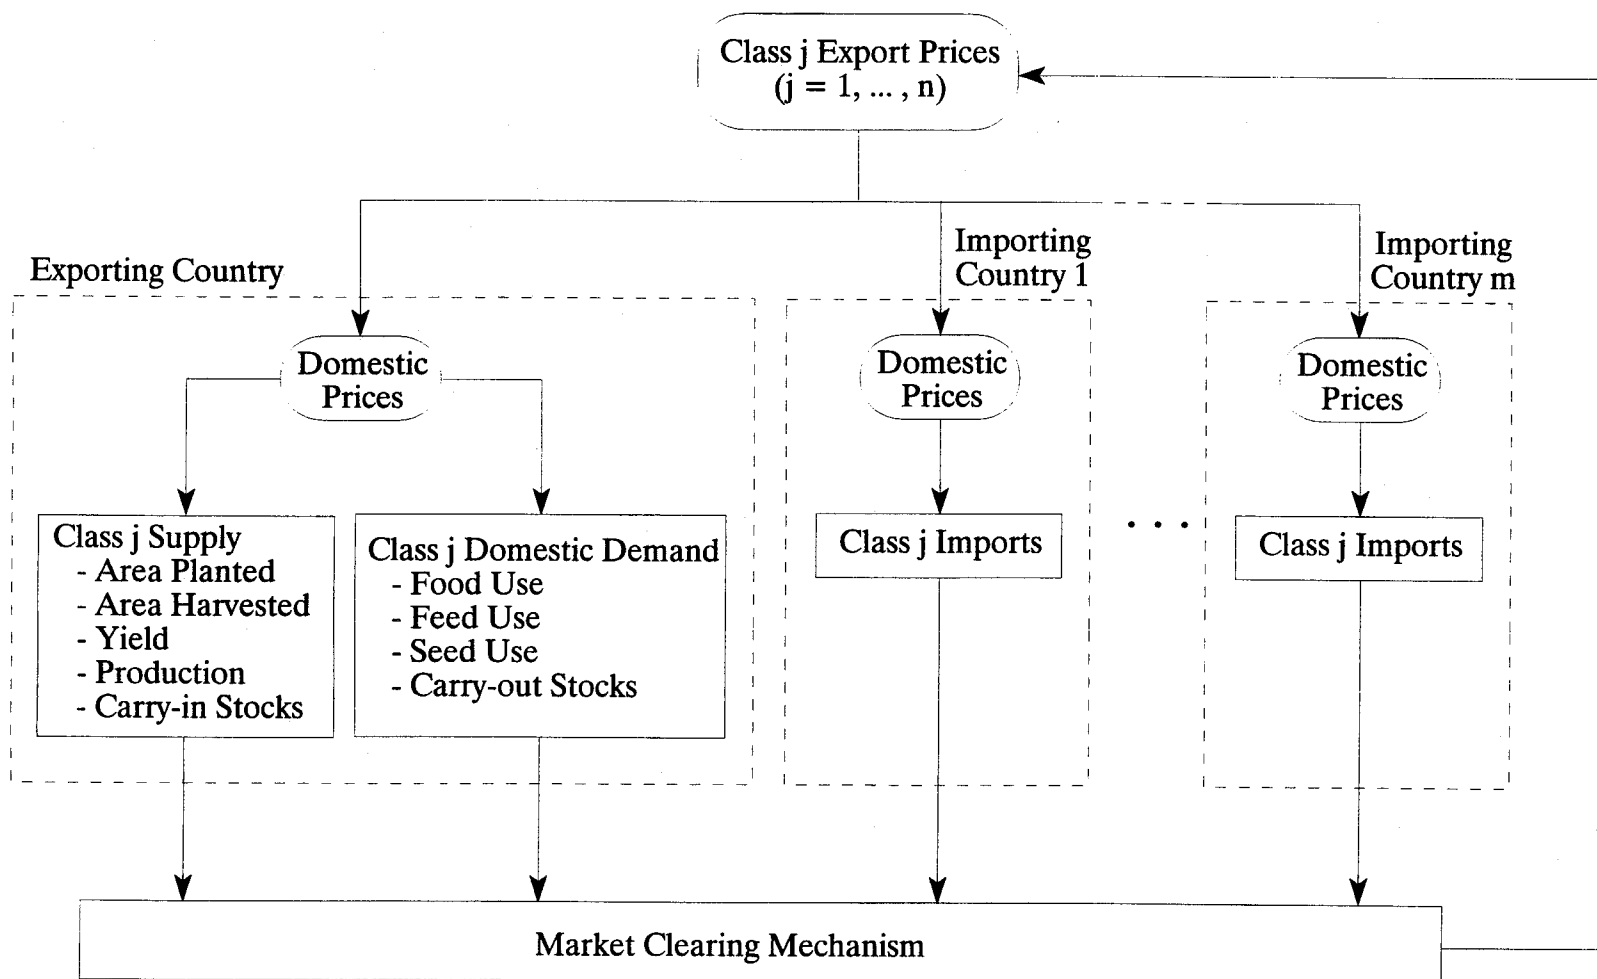 Class j Export Prices
(j = 1, ... , n)
Exporting Country
Importing
Country 1
Importing
Country m
Domestic
Prices
Domestic
Prices
Domestic
Prices
Class j Supply
- Area Planted
- Area Harvested
- Yield
- Production
- Carry-in Stocks
Class j Domestic Demand
- Food Use
- Feed Use
- Seed Use
- Carry-out Stocks
Class j Imports
. . .
Class j Imports
Market Clearing Mechanism